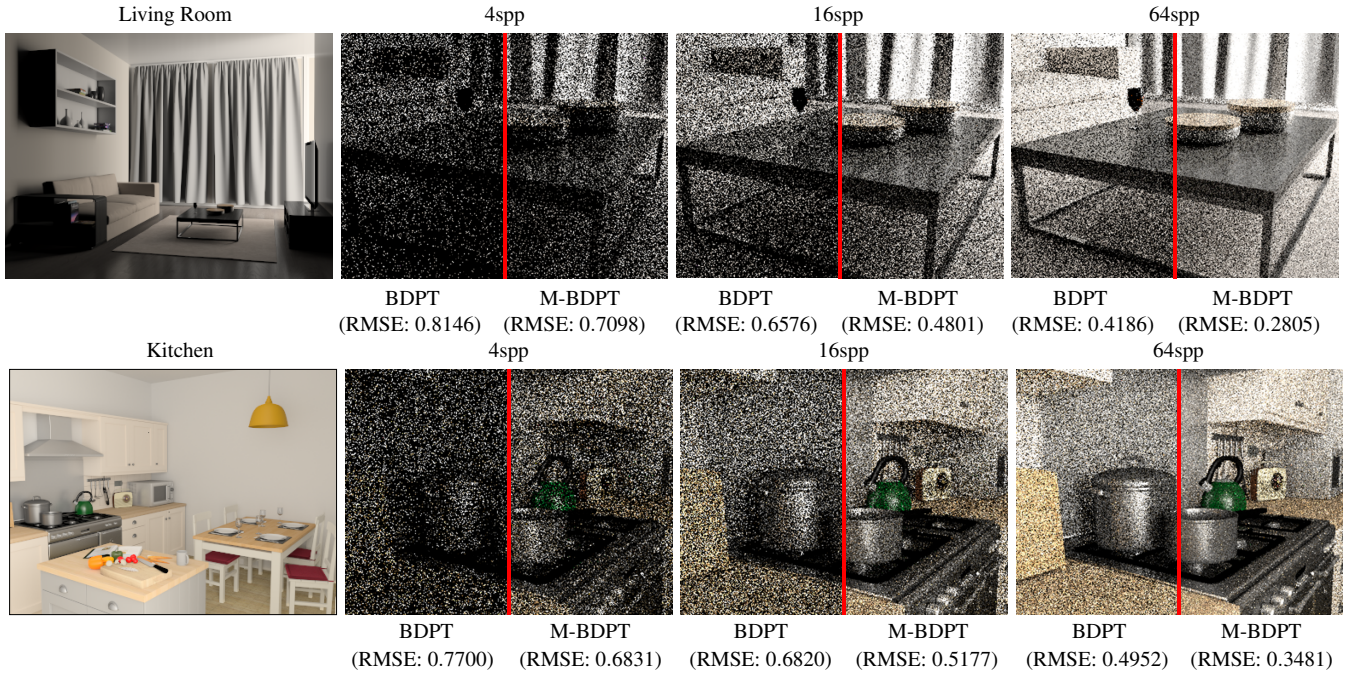 Living Room 4spp 16spp 64spp
BDPT M-BDPT BDPT M-BDPT BDPT M-BDPT
(RMSE: 0.8146) (RMSE: 0.7098) (RMSE: 0.6576) (RMSE: 0.4801) (RMSE: 0.4186) (RMSE: 0.2805)
Kitchen 4spp 16spp 64spp
BDPT M-BDPT BDPT M-BDPT BDPT M-BDPT
(RMSE: 0.7700) (RMSE: 0.6831) (RMSE: 0.6820) (RMSE: 0.5177) (RMSE: 0.4952) (RMSE: 0.3481)